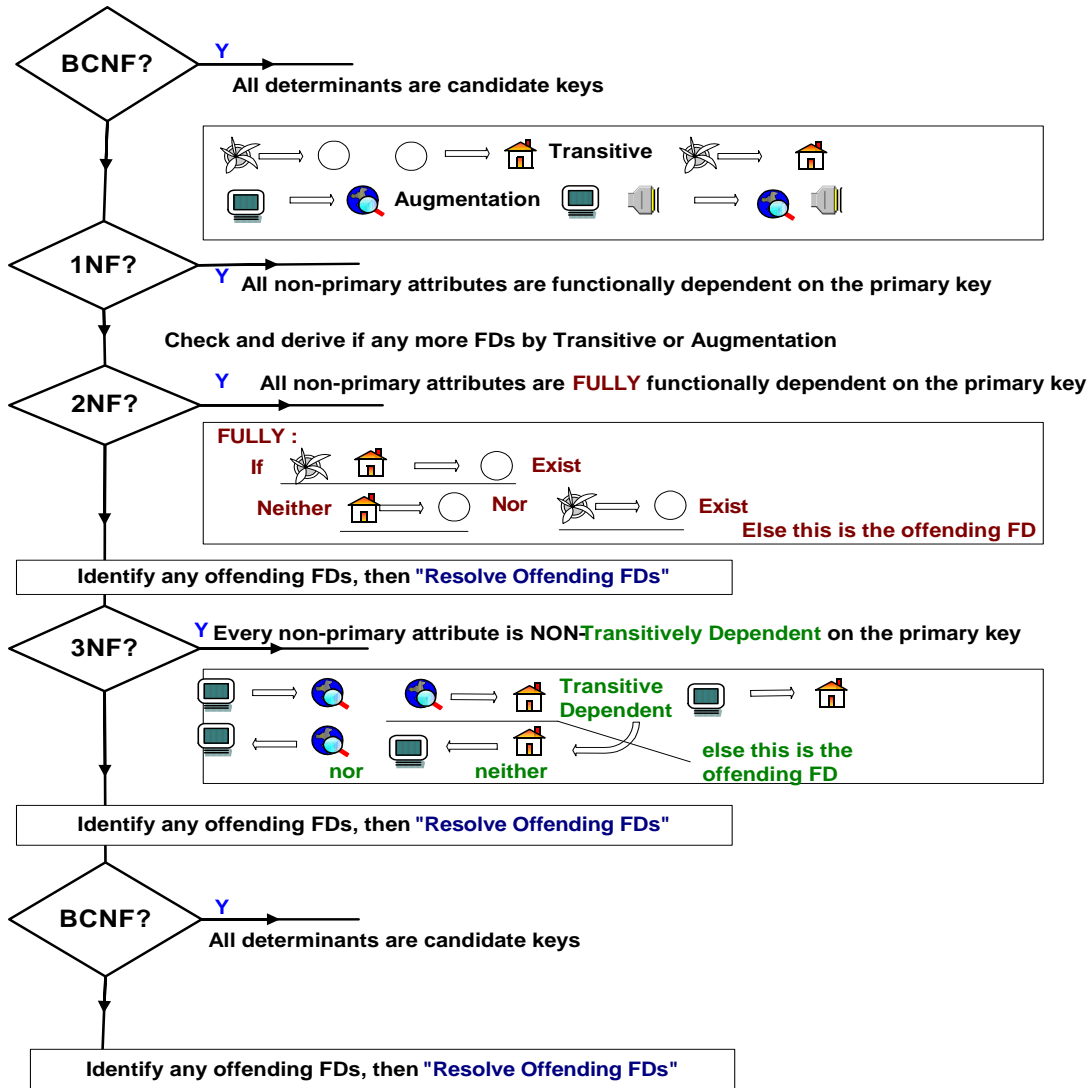 Y
BCNF?
All determinants are candidate keys
Transitive
Augmentation
1NF?
Y All non-primary attributes are functionally dependent on the primary key
Check and derive if any more FDs by Transitive or Augmentation
Y All non-primary attributes are FULLY functionally dependent on the primary key
2NF?
FULLY :
If Exist
Neither Nor Exist
Else this is the offending FD
Identify any offending FDs, then "Resolve Offending FDs"
Y Every non-primary attribute is NON-Transitively Dependent on the primary key
3NF?
Transitive
Dependent
else this is the
offending FD
nor neither
Identify any offending FDs, then "Resolve Offending FDs"
Y
BCNF?
All determinants are candidate keys
Identify any offending FDs, then "Resolve Offending FDs"